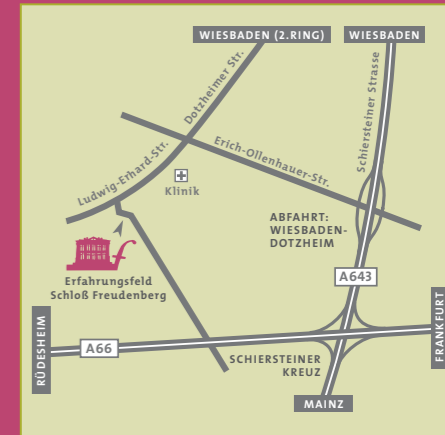 WIESBADEN (2.RING)
WIESBADEN
Dotzheimer Str.
Schiersteiner Strasse
Erich-Ollenhauer-Str.
Ludwig-Erhard-Str.
Klinik
ABFAHRT:
WIESBADEN-
DOTZHEIM
f
Erfahrungsfeld
Schloß Freudenberg
A643
RÜDESHEIM
A66
FRANKFURT
SCHIERSTEINER
KREUZ
MAINZ